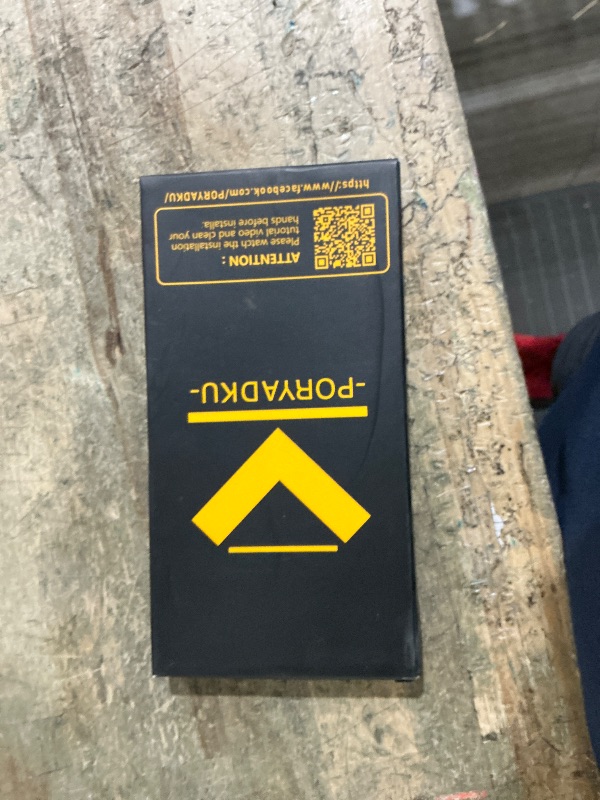 -PORYADKU-
ATTENTION :
Please watch the installation
tutorial video and clean your
hands before installa.
https://www.facebook.com/PORYADKU/